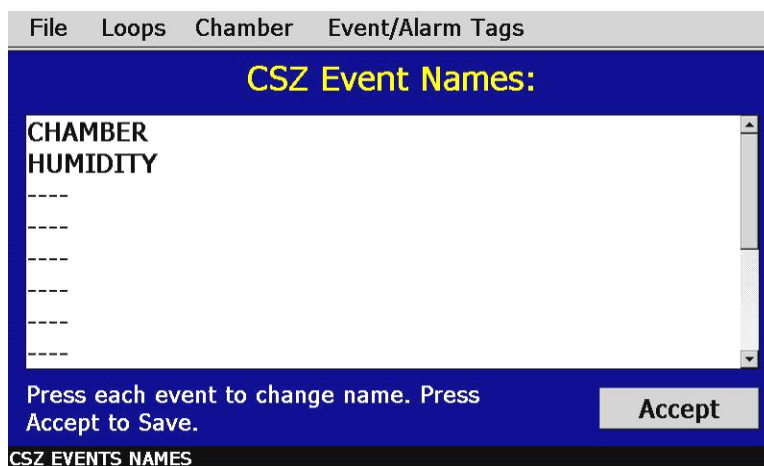 File Loops Chamber Event/Alarm Tags
CSZ Event Names:
CHAMBER
HUMIDITY
----
----
----
----
----
----
Press each event to change name. Press
Accept to Save.
Accept
CSZ EVENTS NAMES